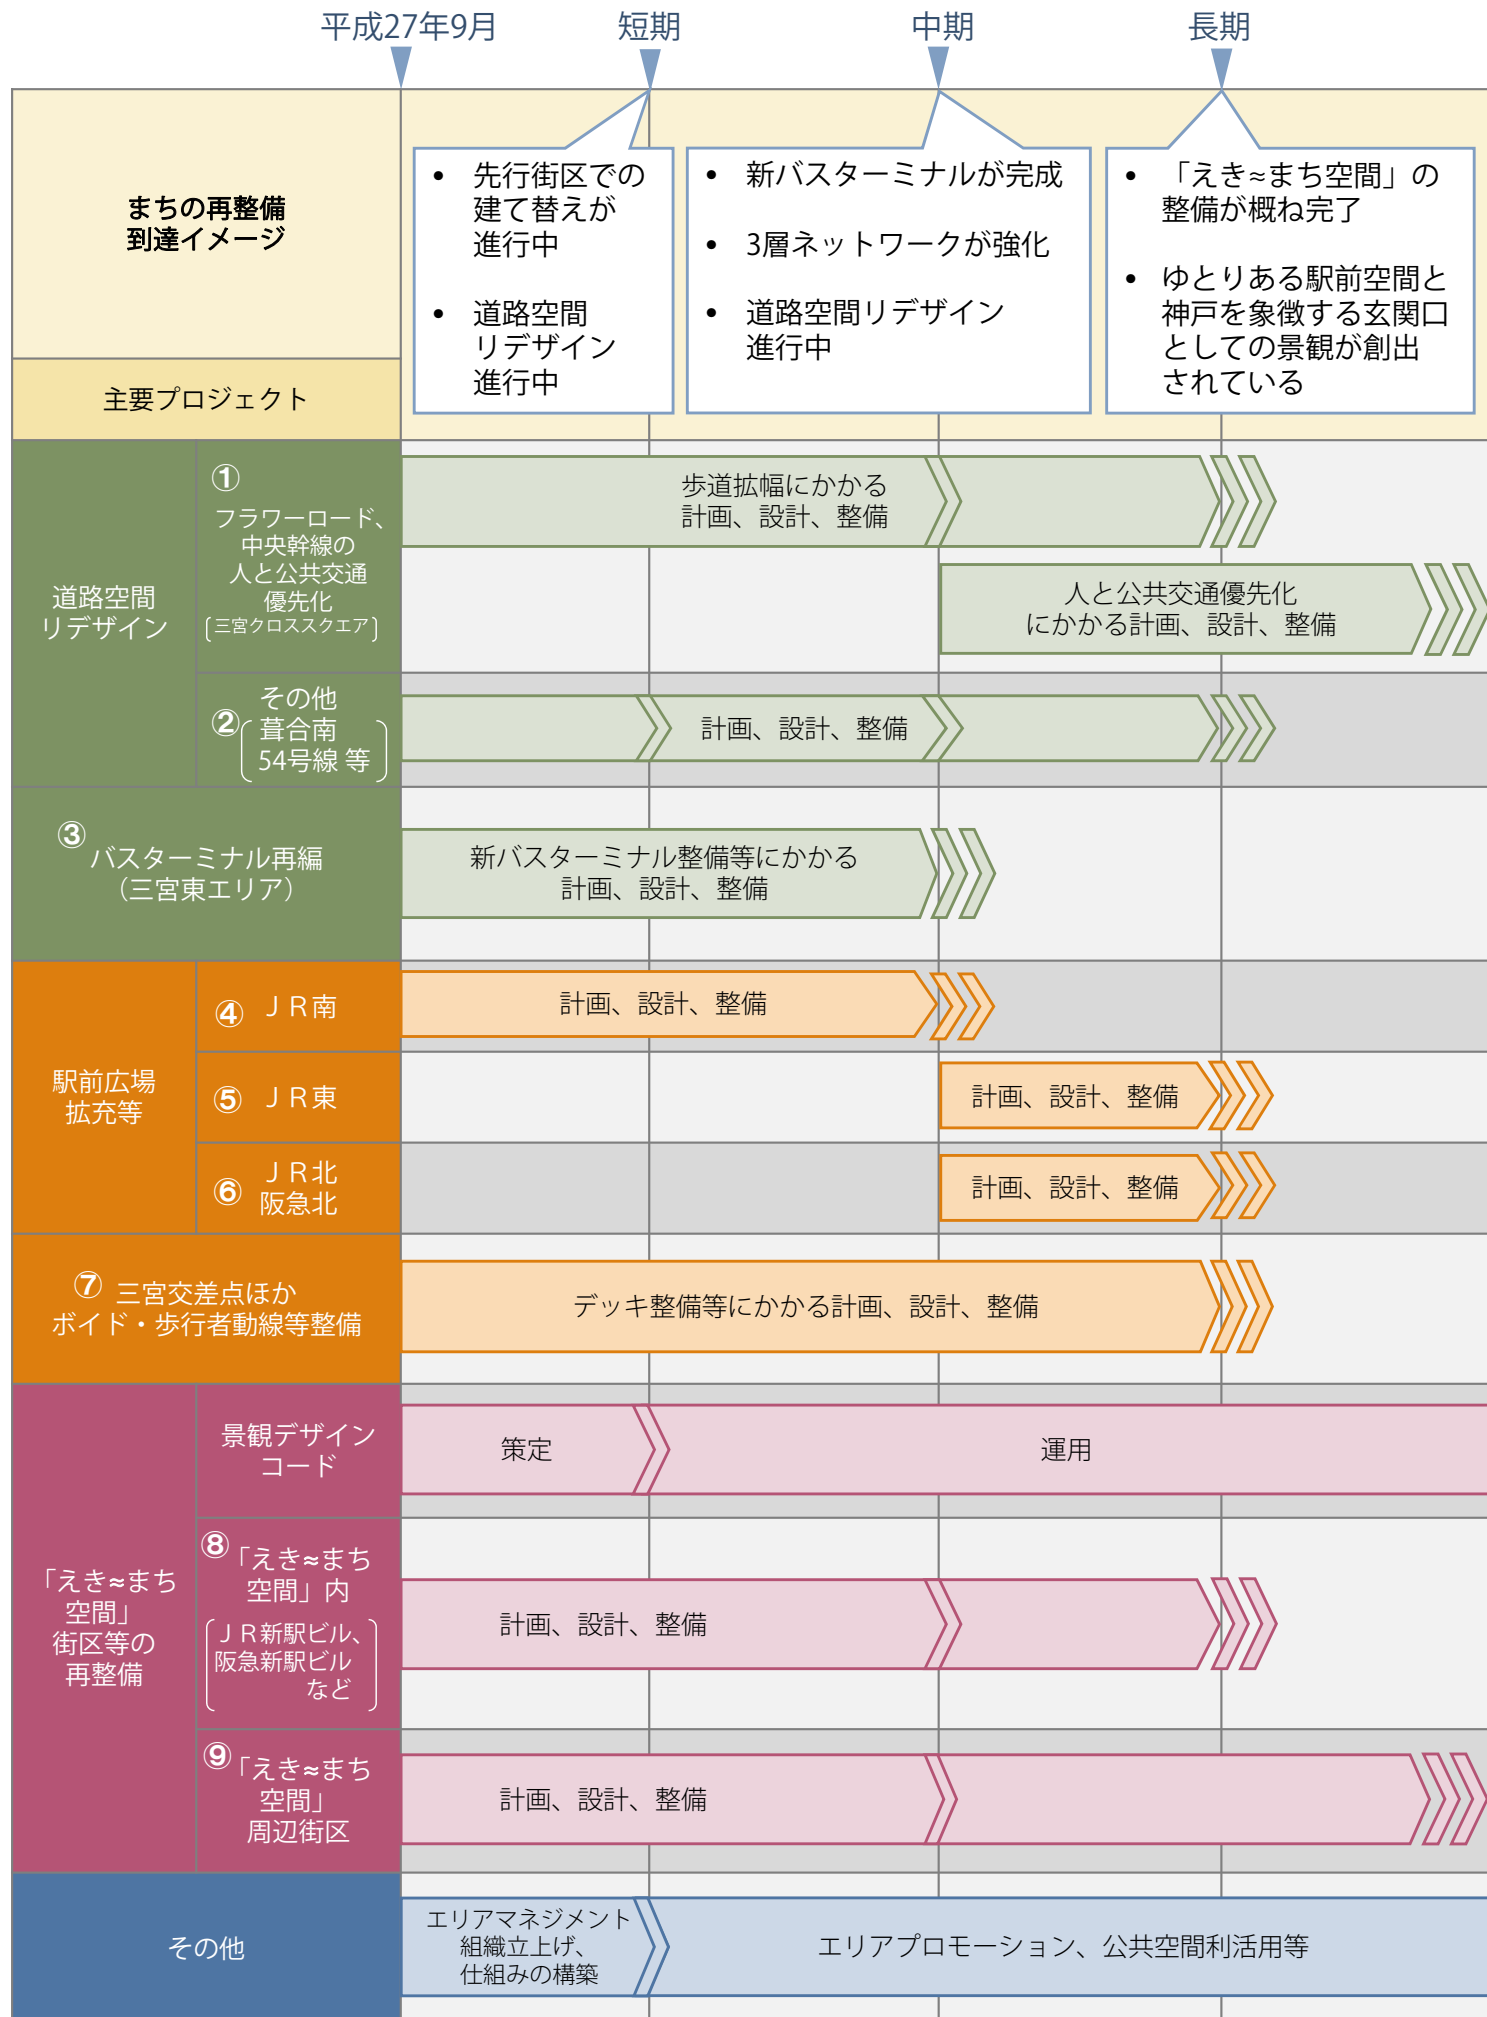 平成27年9月
短期
中期
長期
まちの再整備
到達イメージ
• 先行街区での
建て替えが
進行中
• 道路空間
リデザイン
進行中
• 新バスターミナルが完成
• 3層ネットワークが強化
• 道路空間リデザイン
進行中
• 「えき≈まち空間」の
整備が概ね完了
• ゆとりある駅前空間と
神戸を象徴する玄関口
としての景観が創出
されている
主要プロジェクト
道路空間
リデザイン
①
フラワーロード、
中央幹線の
人と公共交通
優先化
〔三宮クロススクエア〕
歩道拡幅にかかる
計画、設計、整備
人と公共交通優先化
にかかる計画、設計、整備
②
その他
葺合南
54号線 等
計画、設計、整備
③
バスターミナル再編
（三宮東エリア）
新バスターミナル整備等にかかる
計画、設計、整備
駅前広場
拡充等
④ ＪＲ南
計画、設計、整備
⑤ ＪＲ東
計画、設計、整備
⑥
ＪＲ北
阪急北
計画、設計、整備
⑦ 三宮交差点ほか
ボイド・歩行者動線等整備
デッキ整備等にかかる計画、設計、整備
「えき≈まち
空間」
街区等の
再整備
景観デザイン
コード
策定
運用
⑧
「えき≈まち
空間」内
ＪＲ新駅ビル、
阪急新駅ビル
など
計画、設計、整備
⑨
「えき≈まち
空間」
周辺街区
計画、設計、整備
その他
エリアマネジメント
組織立上げ、
仕組みの構築
エリアプロモーション、公共空間利活用等